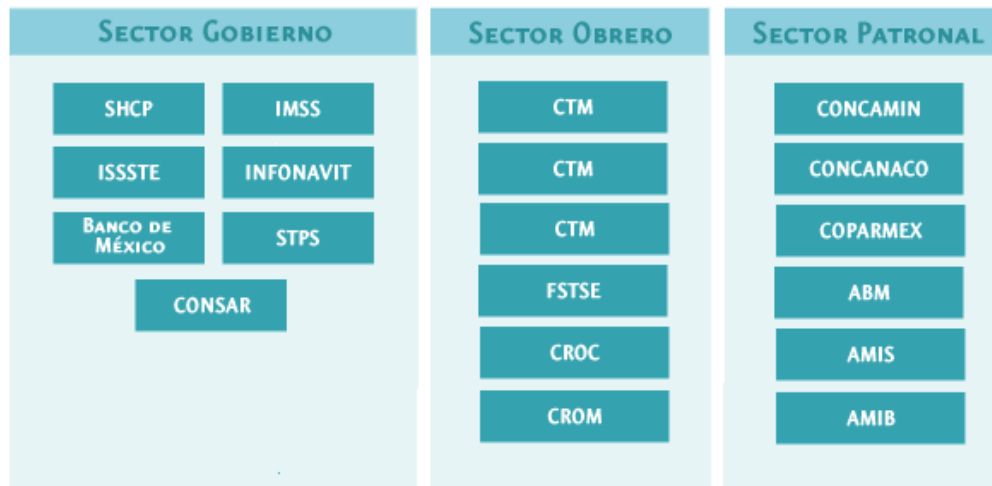 SECTOR GOBIERNO
SHCP
IMSS
ISSSTE
INFONAVIT
BANCO DE
MÉXICO
STPS
CONSAR
SECTOR OBRERO
CTM
CTM
CTM
FSTSE
CROC
CROM
SECTOR PATRONAL
CONCAMIN
CONCANACO
COPARMEX
ABM
AMIS
AMIB